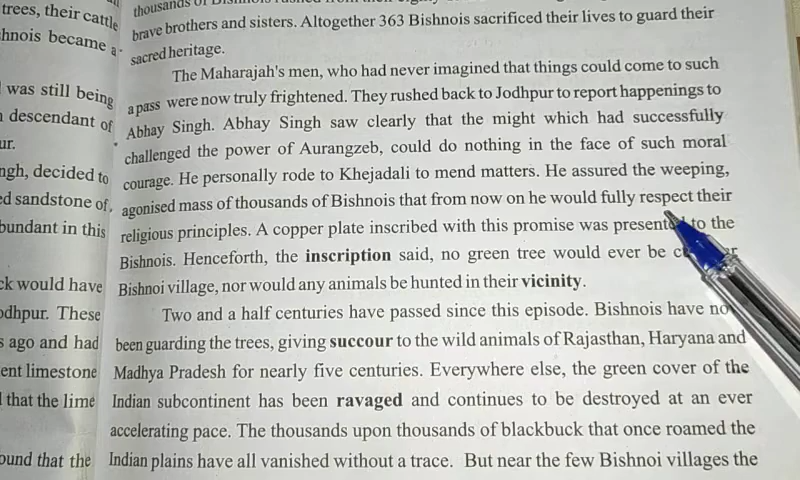 trees, their cattle
hnois became a
was still being
descendant of
ur.
ngh, decided to
ed sandstone of
bundant in this
ck would have
odhpur. These
s ago and had
ent limestone
that the lime
ound that the
brave brothers and sisters. Altogether 363 Bishnois sacrificed their lives to guard their
sacred heritage.
The Maharajah's men, who had never imagined that things could come to such
a pass were now truly frightened. They rushed back to Jodhpur to report happenings to
Abhay Singh. Abhay Singh saw clearly that the might which had successfully
challenged the power of Aurangzeb, could do nothing in the face of such moral
courage. He personally rode to Khejadali to mend matters. He assured the weeping,
agonised mass of thousands of Bishnois that from now on he would fully respect their
religious principles. A copper plate inscribed with this promise was presented to the
Bishnois. Henceforth, the inscription said, no green tree would ever be
Bishnoi village, nor would any animals be hunted in their vicinity.
Two and a half centuries have passed since this episode. Bishnois have now
been guarding the trees, giving succour to the wild animals of Rajasthan, Haryana and
Madhya Pradesh for nearly five centuries. Everywhere else, the green cover of the
Indian subcontinent has been ravaged and continues to be destroyed at an ever
accelerating pace. The thousands upon thousands of blackbuck that once roamed the
Indian plains have all vanished without a trace. But near the few Bishnoi villages the